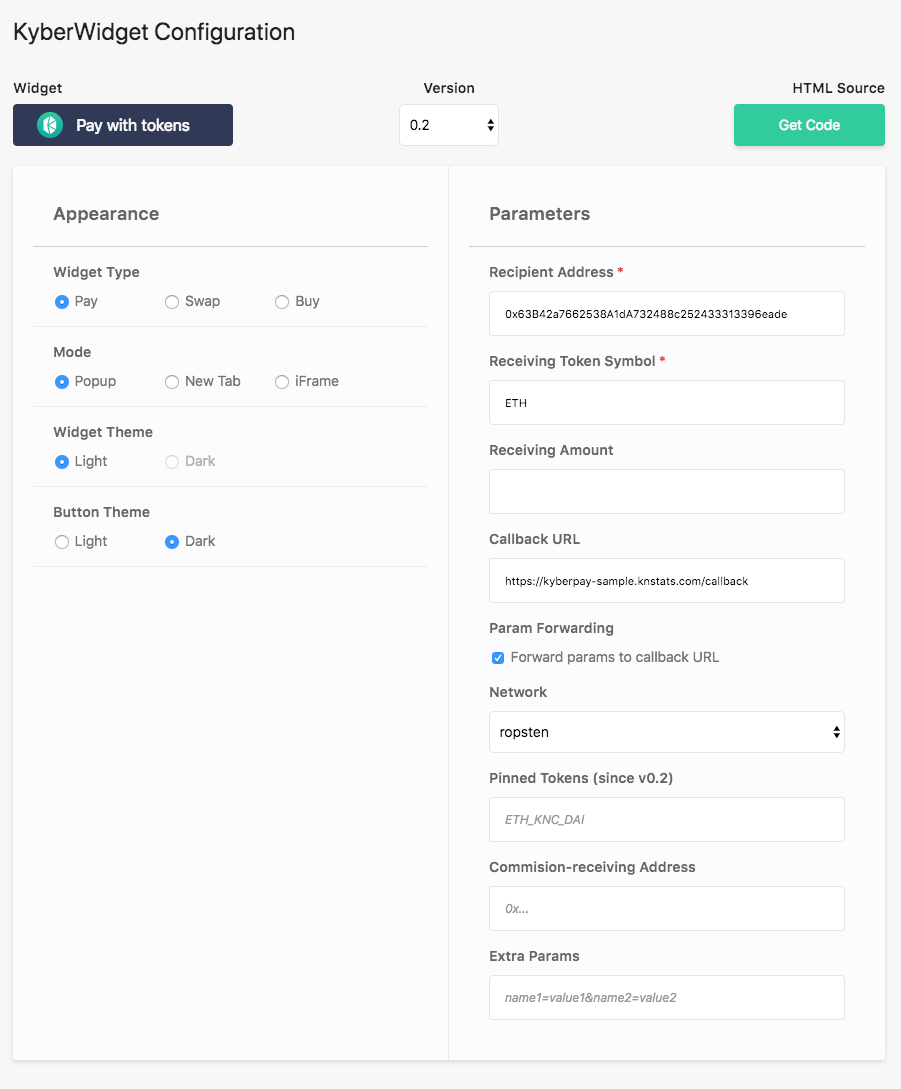 KyberWidget Configuration
Widget
Version
HTML Source
Pay with tokens
0.2
Get Code
Appearance
Widget Type
Pay
Swap
Buy
Mode
Popup
New Tab
iFrame
Widget Theme
Light
Dark
Button Theme
Light
Dark
Parameters
Recipient Address *
0x63B42a7662538A1dA732488c252433313396eade
Receiving Token Symbol *
ETH
Receiving Amount
Callback URL
https://kyberpay-sample.knstats.com/callback
Param Forwarding
Forward params to callback URL
Network
ropsten
Pinned Tokens (since v0.2)
ETH_KNC_DAI
Commision-receiving Address
0x...
Extra Params
name1=value1&name2=value2